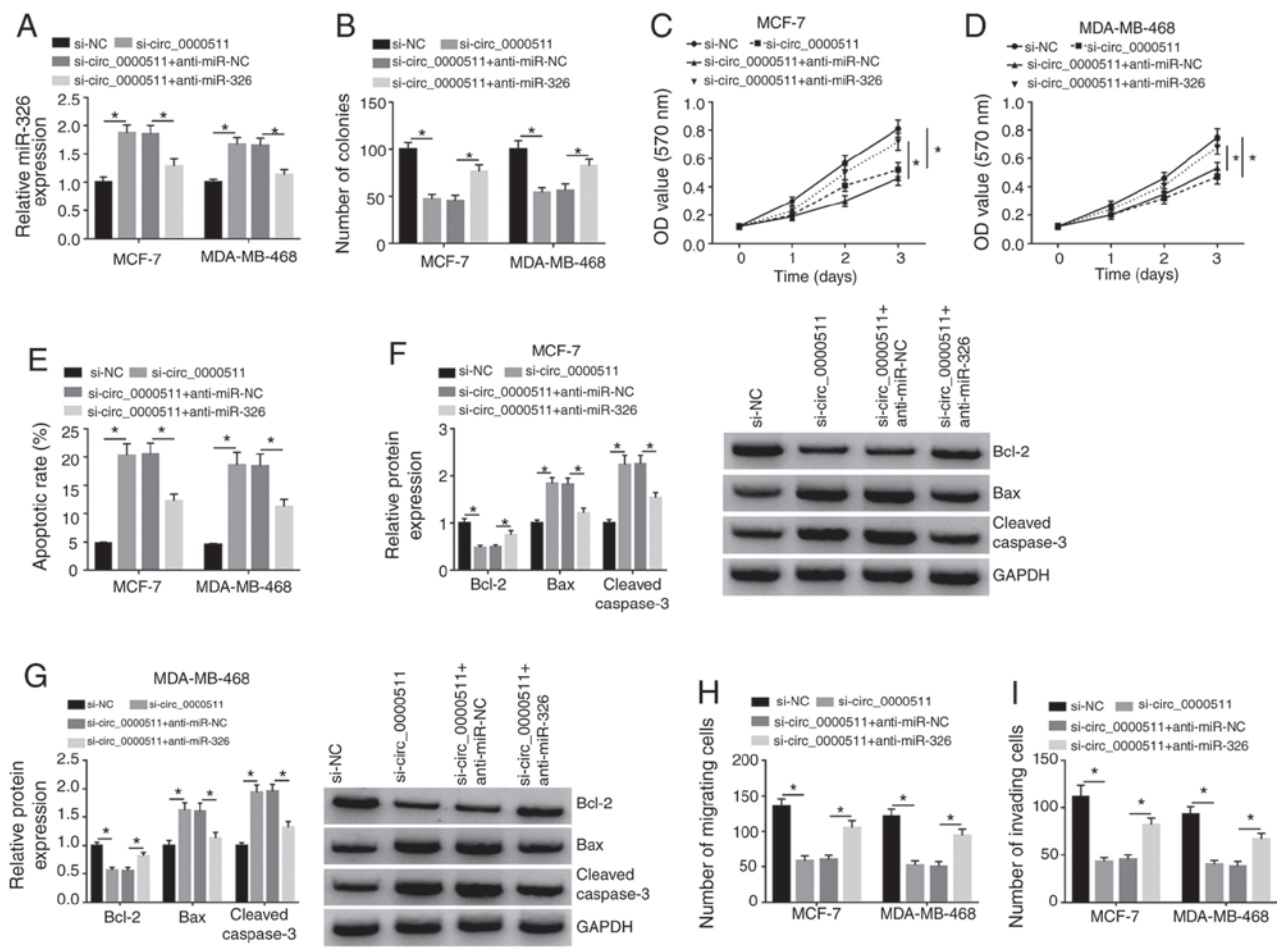 A
si-NC si-circ_0000511
si-circ_0000511+anti-miR-NC
si-circ_0000511+anti-miR-326
Relative miR-326
expression
2.5
2.0
1.5
1.0
0.5
0.0
* * * *
MCF-7 MDA-MB-468
B
si-NC si-circ_0000511
si-circ_0000511+anti-miR-NC
si-circ_0000511+anti-miR-326
Number of colonies
150
100
50
0
* * * *
MCF-7 MDA-MB-468
C
MCF-7
si-NC si-circ_0000511
si-circ_0000511+anti-miR-NC
si-circ_0000511+anti-miR-326
OD value (570 nm)
1.0
0.8
0.6
0.4
0.2
0.0
* *
0 1 2 3
Time (days)
D
MDA-MB-468
si-NC si-circ_0000511
si-circ_0000511+anti-miR-NC
si-circ_0000511+anti-miR-326
OD value (570 nm)
1.0
0.8
0.6
0.4
0.2
0.0
* *
0 1 2 3
Time (days)
E
si-NC si-circ_0000511
si-circ_0000511+anti-miR-NC
si-circ_0000511+anti-miR-326
Apoptotic rate (%)
25
20
15
10
5
0
* * * *
MCF-7 MDA-MB-468
F
MCF-7
si-NC si-circ_0000511
si-circ_0000511+anti-miR-NC
si-circ_0000511+anti-miR-326
Relative protein
expression
3
2
1
0
* * * * * *
Bcl-2 Bax Cleaved
caspase-3
si-NC
si-circ_0000511
si-circ_0000511+
anti-miR-NC
si-circ_0000511+
anti-miR-326
Bcl-2
Bax
Cleaved
caspase-3
GAPDH
G
MDA-MB-468
si-NC si-circ_0000511
si-circ_0000511+anti-miR-NC
si-circ_0000511+anti-miR-326
Relative protein
expression
2.5
2.0
1.5
1.0
0.5
0.0
* * * * * *
Bcl-2 Bax Cleaved
caspase-3
si-NC
si-circ_0000511
si-circ_0000511+
anti-miR-NC
si-circ_0000511+
anti-miR-326
Bcl-2
Bax
Cleaved
caspase-3
GAPDH
H
si-NC si-circ_0000511
si-circ_0000511+anti-miR-NC
si-circ_0000511+anti-miR-326
Number of migrating cells
200
150
100
50
0
* * * *
MCF-7 MDA-MB-468
I
si-NC si-circ_0000511
si-circ_0000511+anti-miR-NC
si-circ_0000511+anti-miR-326
Number of invading cells
150
100
50
0
* * * *
MCF-7 MDA-MB-468